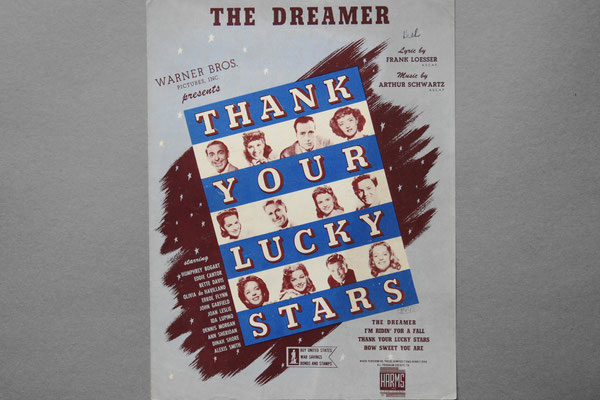 THE DREAMER
Lyric by
FRANK LOESSER
ASCAP
Music by
ARTHUR SCHWARTZ
ASCAP
WARNER BROS.
PICTURES, INC.
presents
THANK
YOUR
LUCKY
STARS
starring
HUMPHREY BOGART
EDDIE CANTOR
BETTE DAVIS
OLIVIA de HAVILLAND
ERROL FLYNN
JOHN GARFIELD
JOAN LESLIE
IDA LUPINO
DENNIS MORGAN
ANN SHERIDAN
DINAH SHORE
ALEXIS SMITH
BUY UNITED STATES
WAR SAVINGS
BONDS AND STAMPS
THE DREAMER
I'M RIDIN' FOR A FALL
THANK YOUR LUCKY STARS
HOW SWEET YOU ARE
HARMS